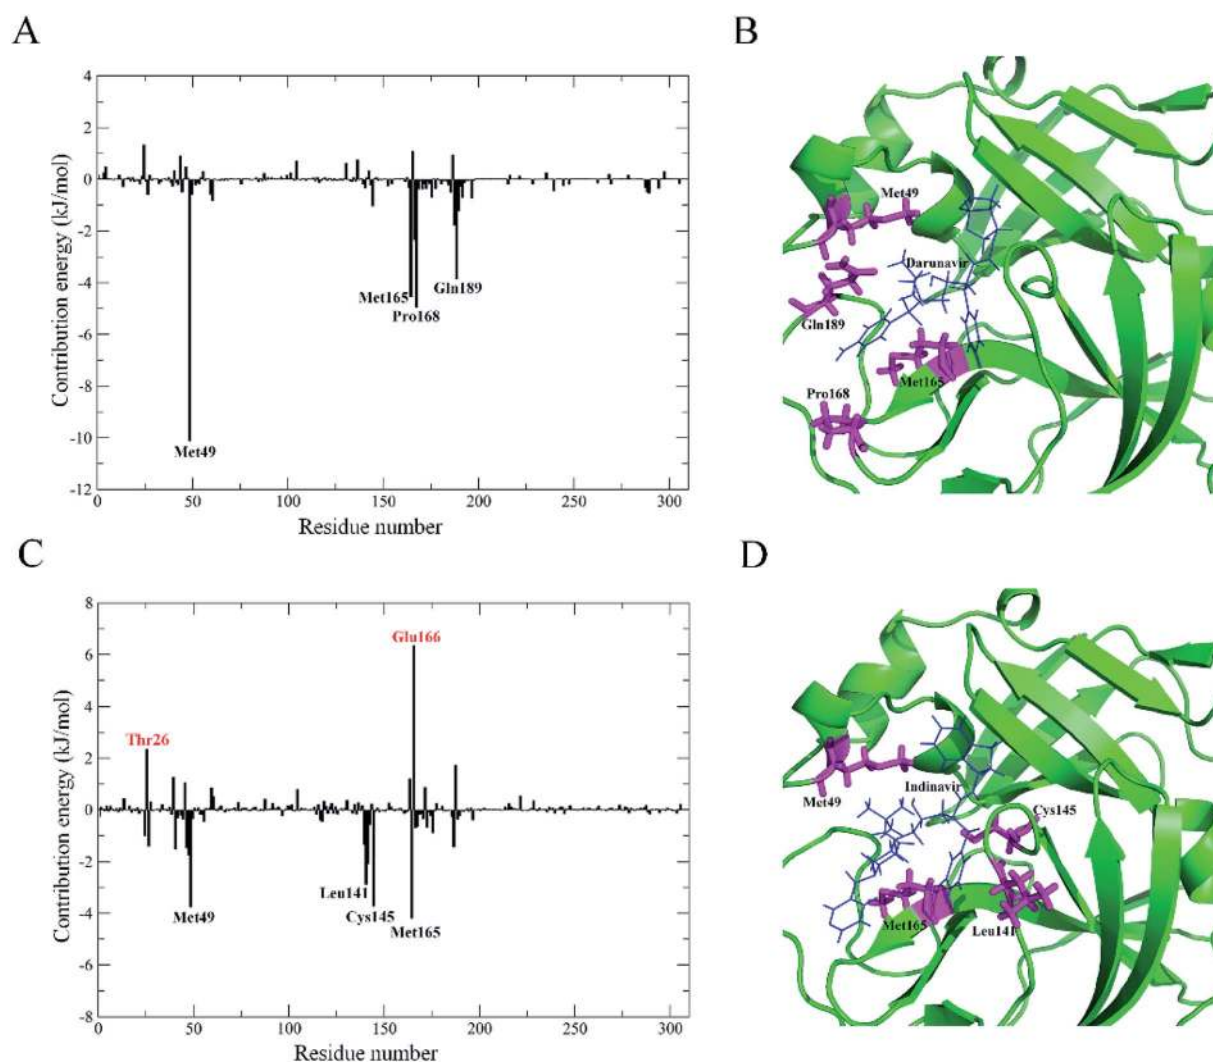 A
B
Contribution energy (kJ/mol)
4
2
0
-2
-4
-6
-8
-10
-12
Met165
Pro168
Gln189
Met49
0
50
100
150
200
250
300
Residue number
Met49
Darunavir
Gln189
Met165
Pro168
C
D
Contribution energy (kJ/mol)
8
6
4
2
0
-2
-4
-6
-8
Glu166
Thr26
Leu141
Met49
Cys145
Met165
0
50
100
150
200
250
300
Residue number
Indinavir
Met49
Cys145
Met165
Leu141